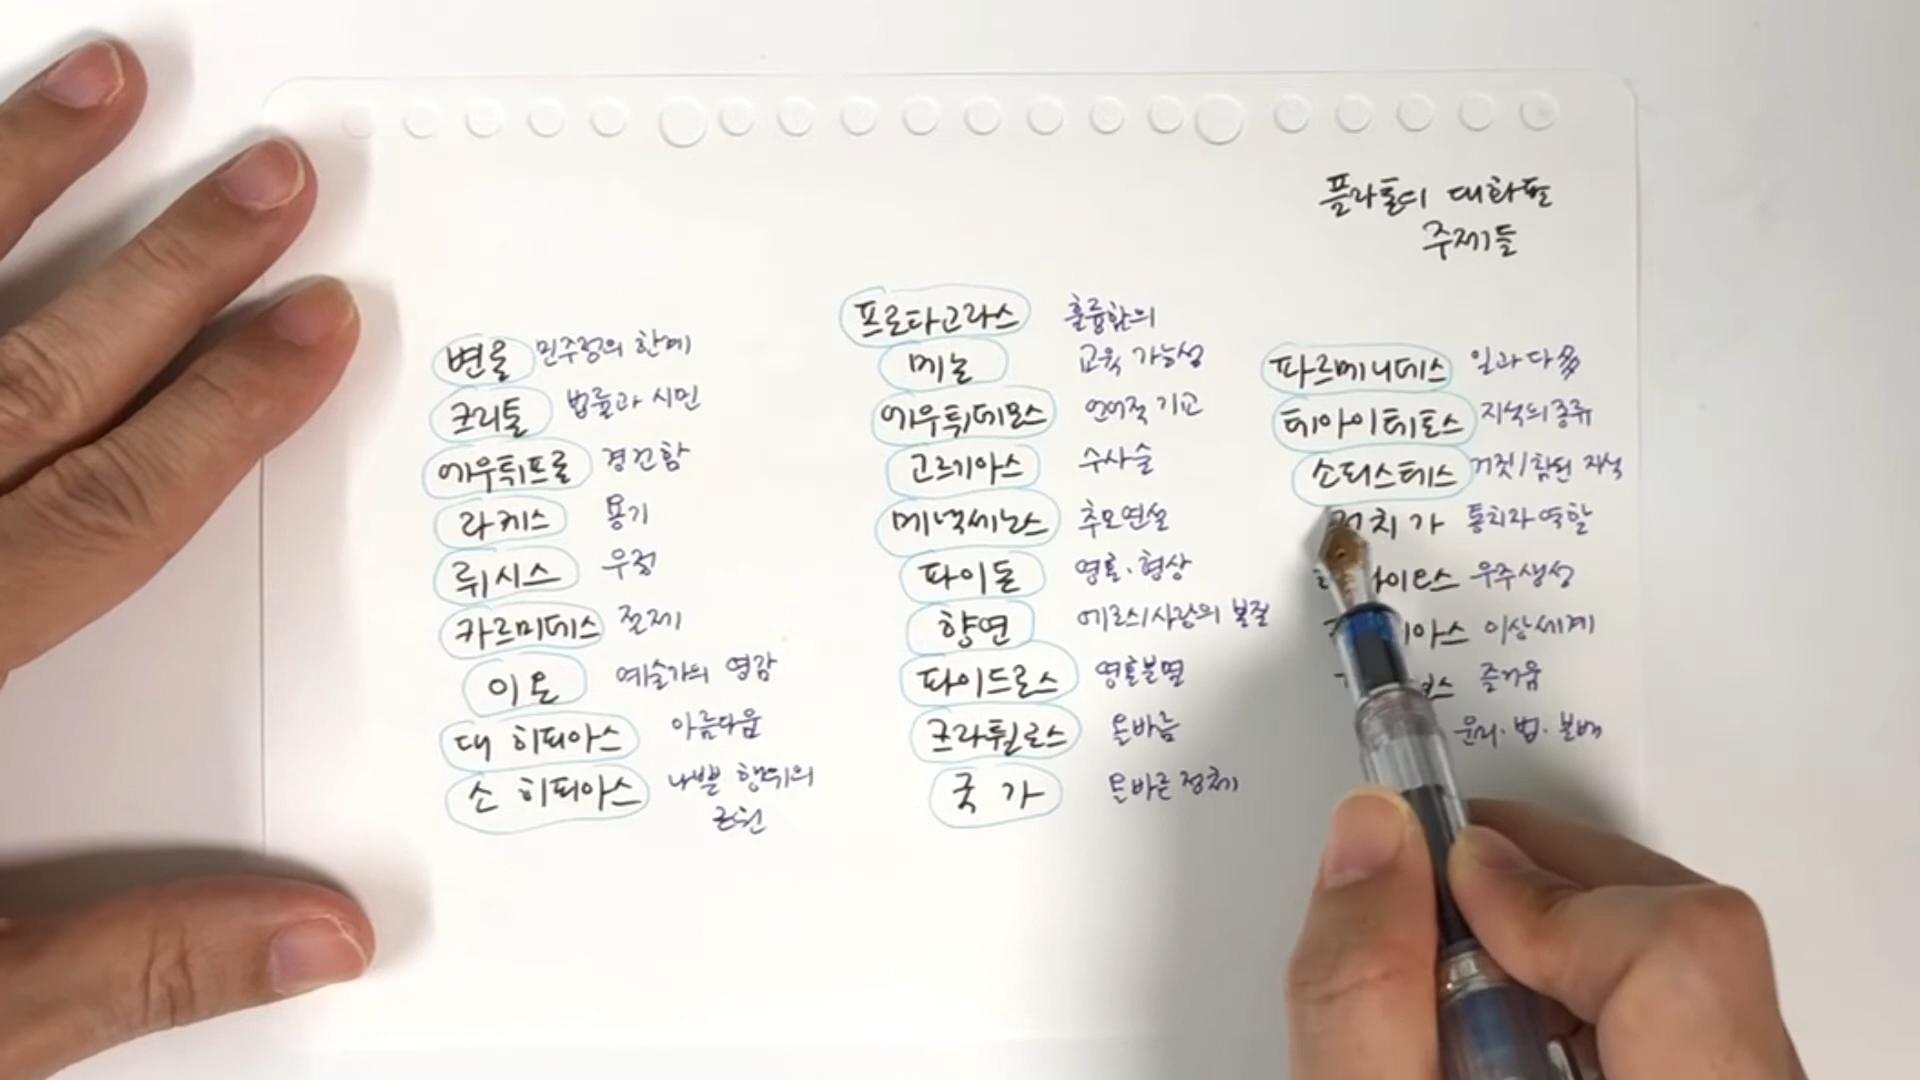 플라톤의 대화편
주제들
변론 민주정의 한계
크리톤 법률과 시민
에우튀프론 경건함
라케스 용기
뤼시스 우정
카르미데스 절제
이온 예술가의 영감
대 히피아스 아름다움
소 히피아스 나쁜 행위의
근원
프로타고라스 훌륭함의
메논 교육 가능성
에우튀데모스 언어적 기교
고르기아스 수사술
메넥세노스 추모연설
파이돈 영혼·형상
향연 에로스/사랑의 본질
파이드로스 영혼불멸
크라튈로스 올바름
국가 올바른 정체
파르메니데스 일과 다多
테아이테토스 지식의 종류
소피스테스 거짓/참된 지식
치가 통치자 역할
이오스 우주생성
아스 이상세계
스 즐거움
윤리·법·분배